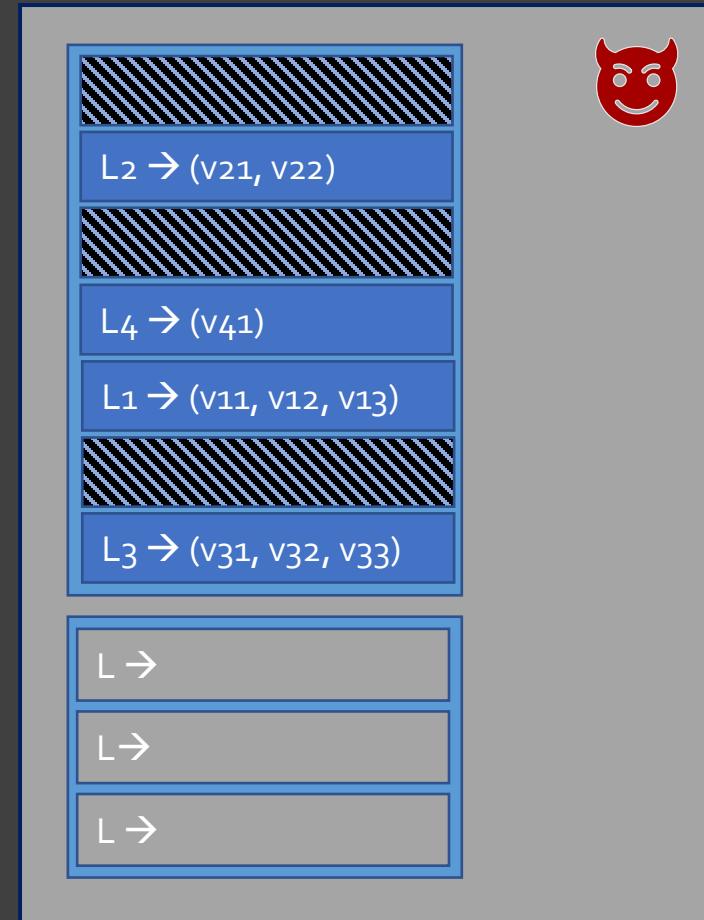 L2 → (v21, v22)
L4 → (v41)
L1 → (v11, v12, v13)
L3 → (v31, v32, v33)
L →
L→
L →